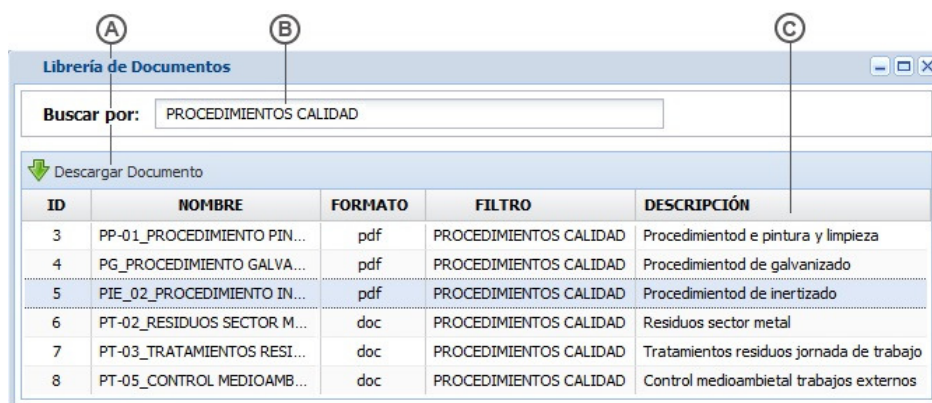 A B C
Librería de Documentos
Buscar por: PROCEDIMIENTOS CALIDAD
Descargar Documento
ID NOMBRE FORMATO FILTRO DESCRIPCIÓN
3 PP-01_PROCEDIMIENTO PIN... pdf PROCEDIMIENTOS CALIDAD Procedimientod e pintura y limpieza
4 PG_PROCEDIMIENTO GALVA... pdf PROCEDIMIENTOS CALIDAD Procedimientod de galvanizado
5 PIE_02_PROCEDIMIENTO IN... pdf PROCEDIMIENTOS CALIDAD Procedimientod de inertizado
6 PT-02_RESIDUOS SECTOR M... doc PROCEDIMIENTOS CALIDAD Residuos sector metal
7 PT-03_TRATAMIENTOS RESI... doc PROCEDIMIENTOS CALIDAD Tratamientos residuos jornada de trabajo
8 PT-05_CONTROL MEDIOAMB... doc PROCEDIMIENTOS CALIDAD Control medioambietal trabajos externos